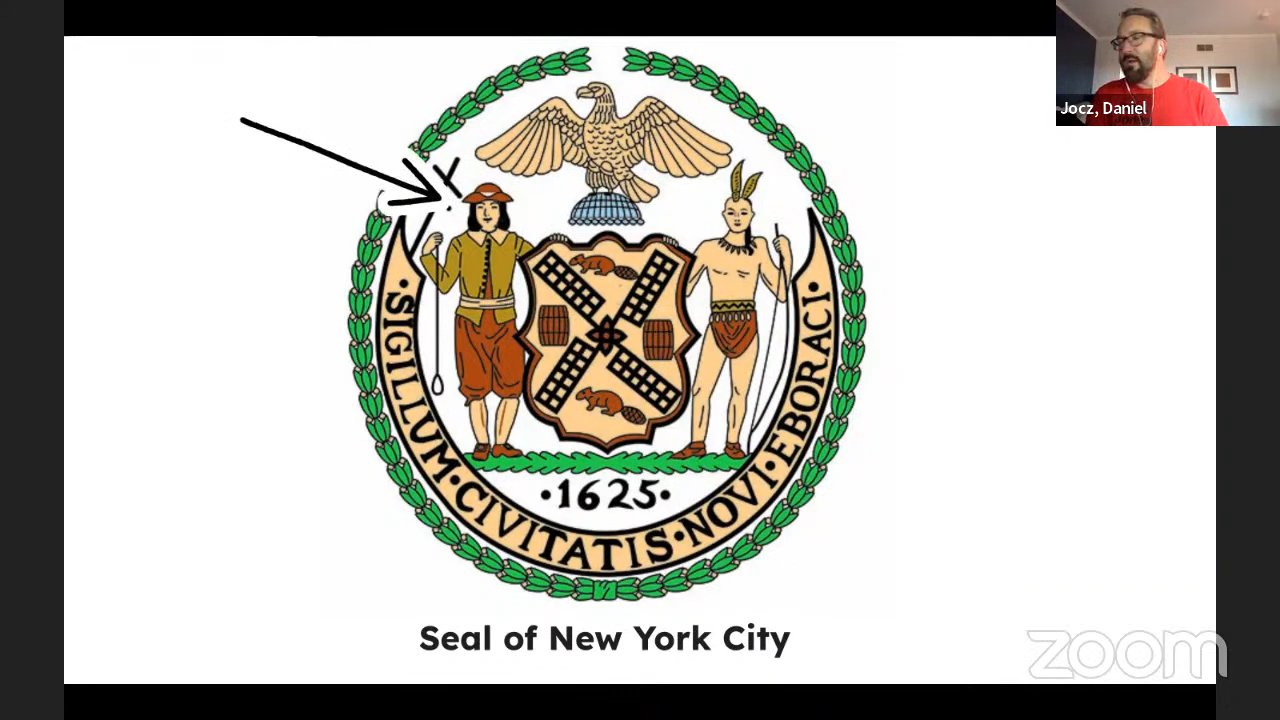 Jocz, Daniel
•SIGILLUM•CIVITATIS•NOVI•EBORACI•
•1625•
Seal of New York City
zoom